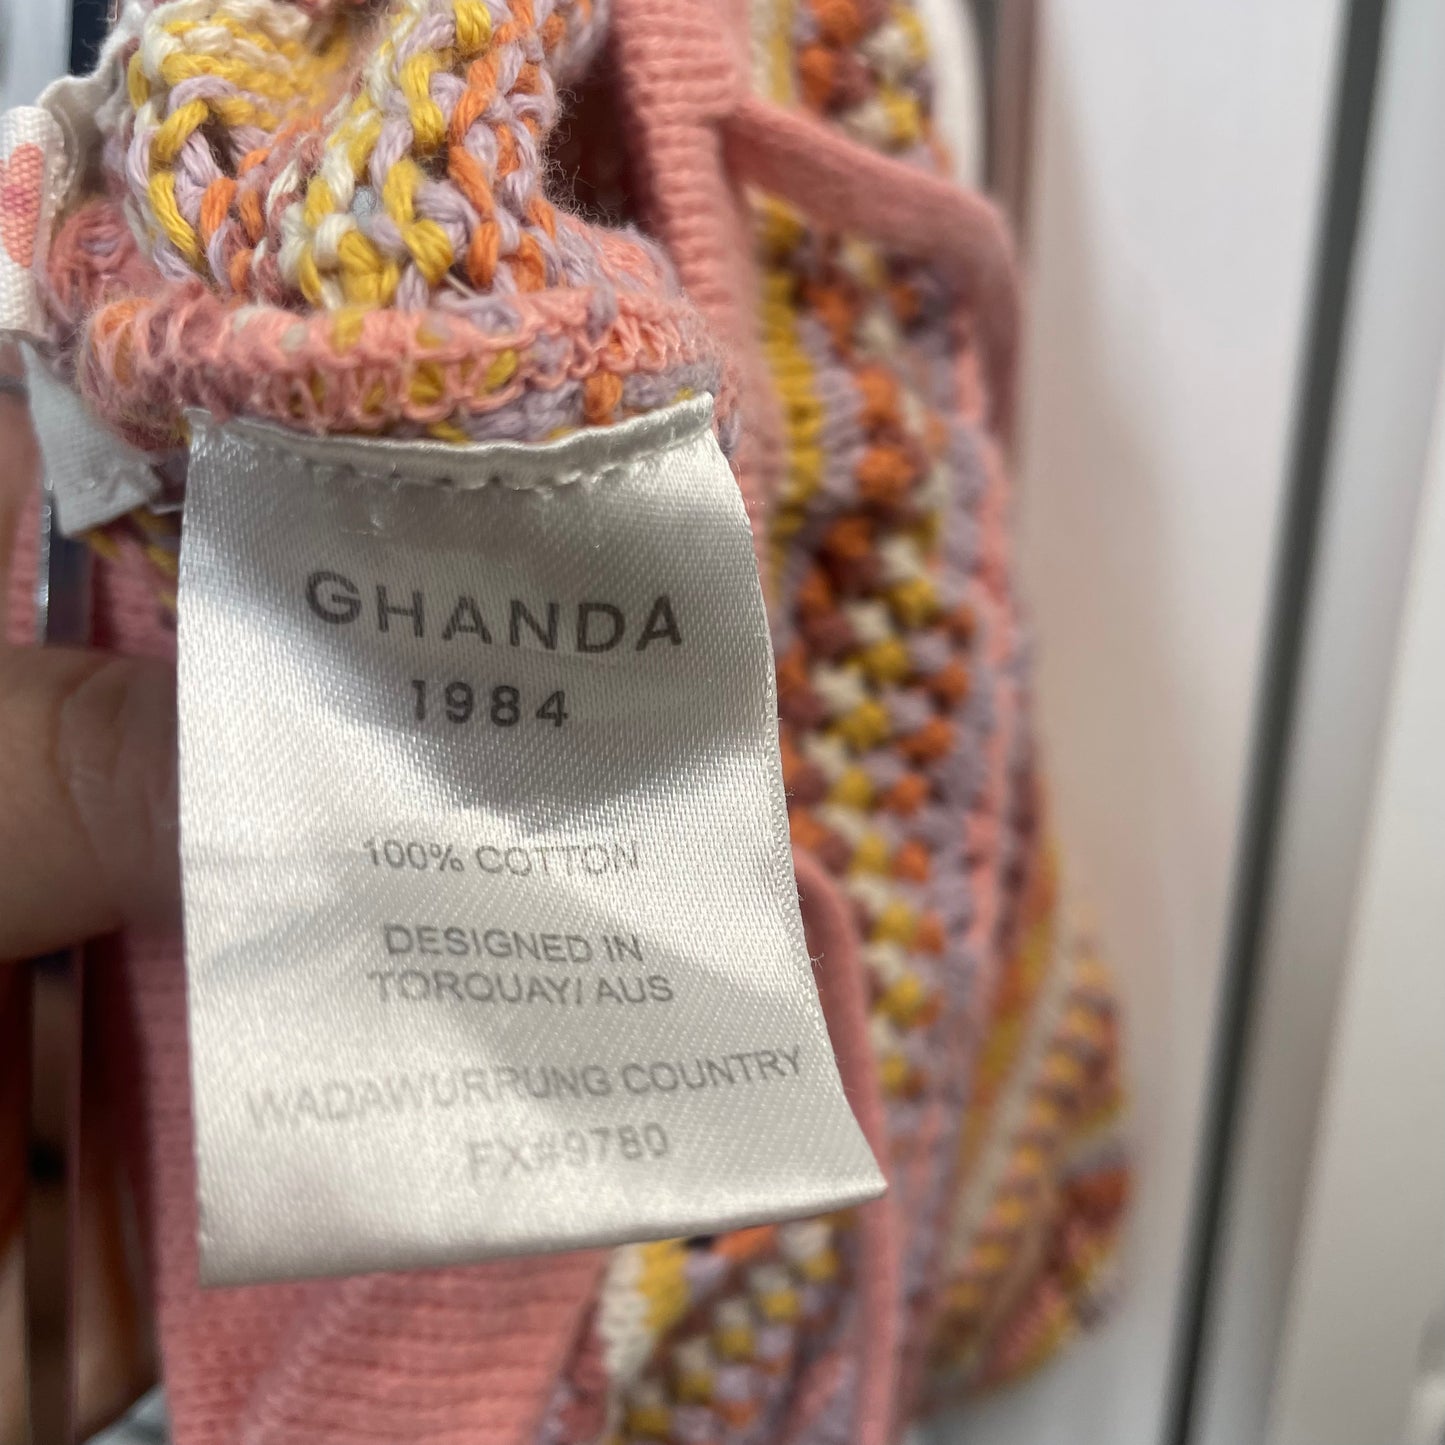 GHANDA
1984
100% COTTON
DESIGNED IN
TORQUAY/ AUS
WADAWURRUNG COUNTRY
FX#9780